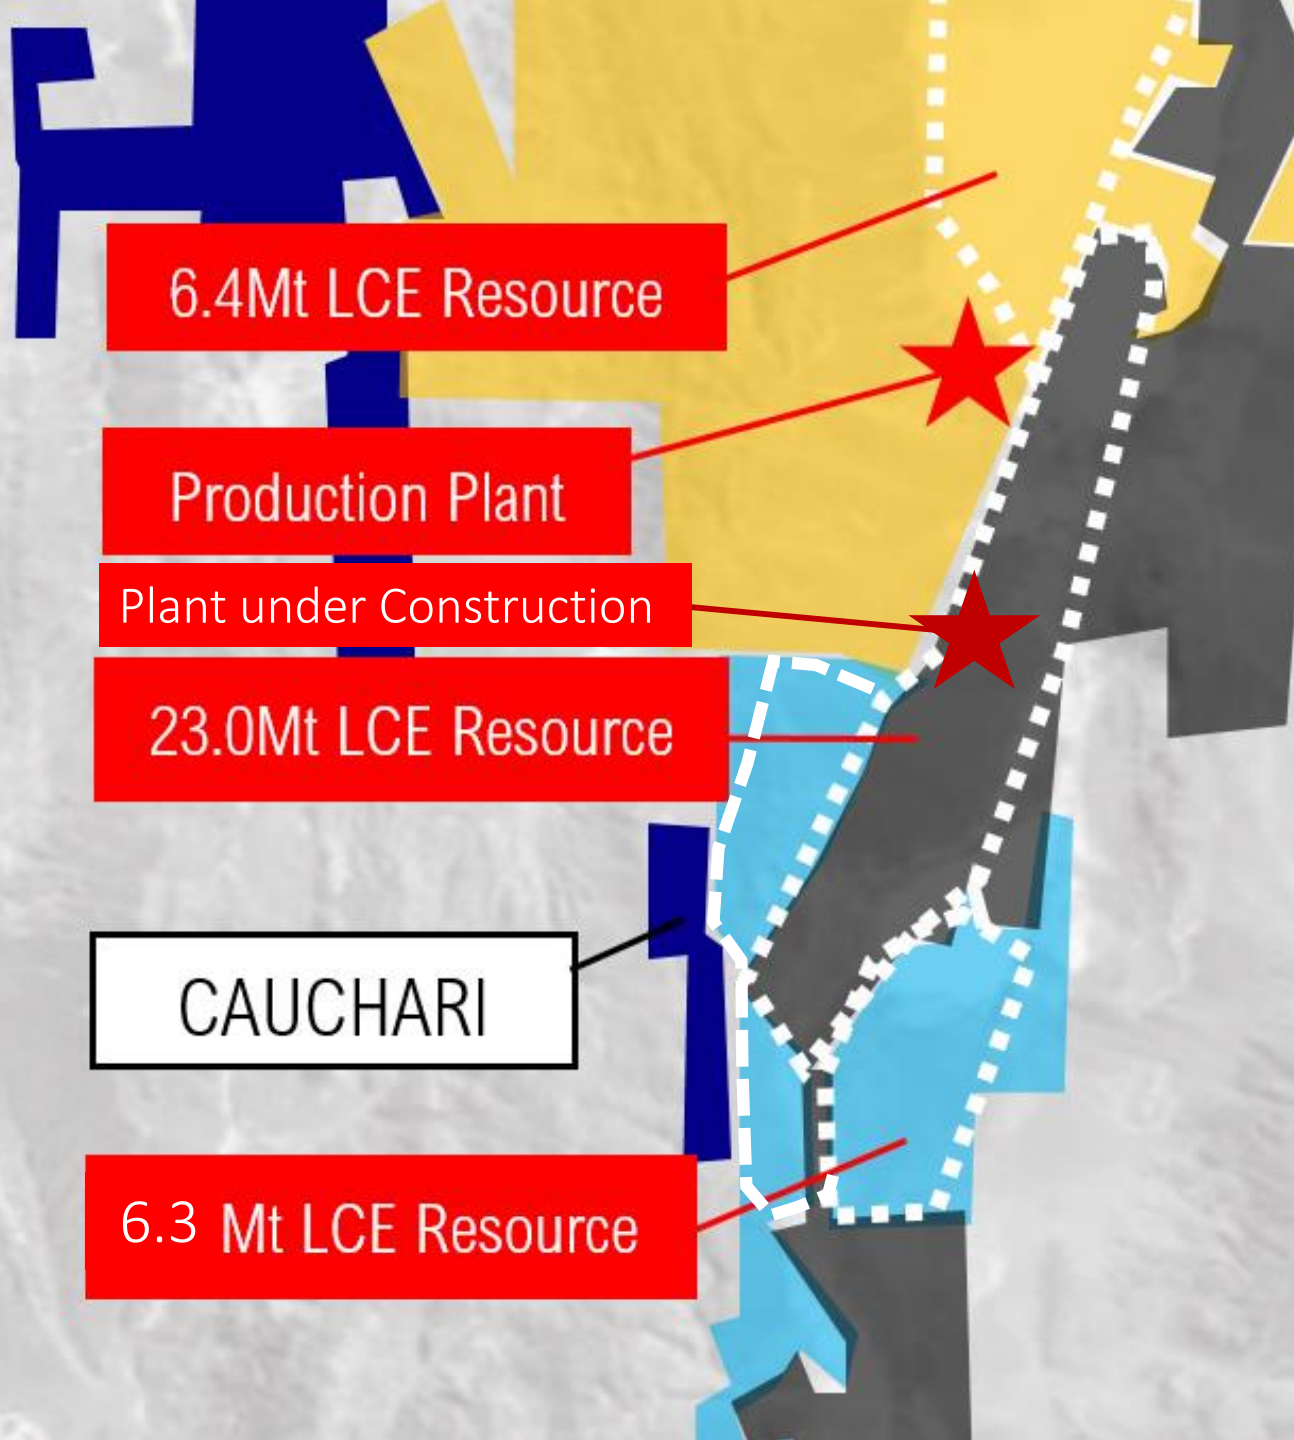 6.4Mt LCE Resource
Production Plant
Plant under Construction
23.0Mt LCE Resource
CAUCHARI
6.3 Mt LCE Resource